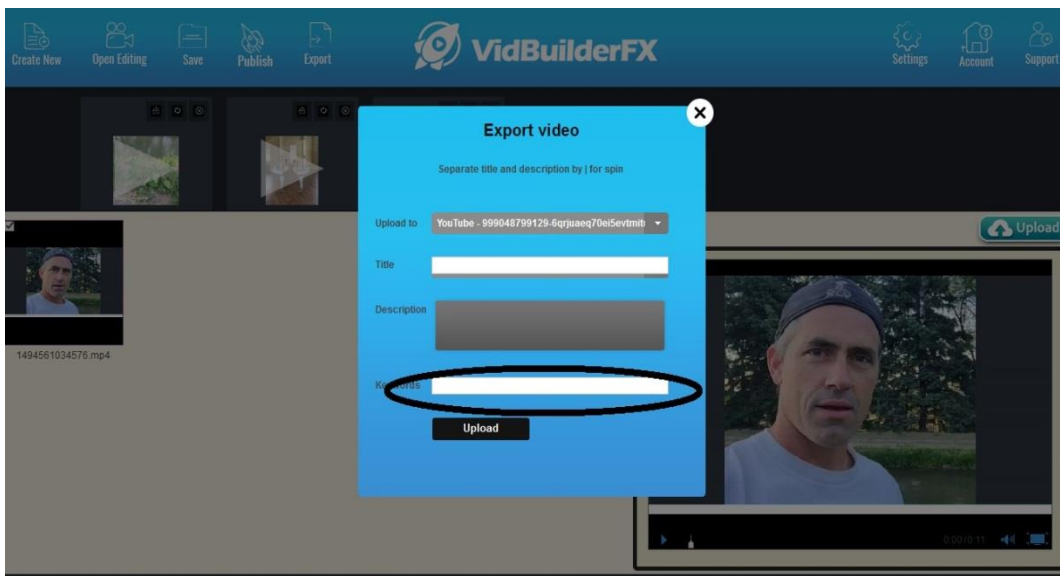 Create New
Open Editing
Save
Publish
Export
VidBuilderFX
Settings
Account
Support
Export video
Separate title and description by | for spin
Upload to
YouTube - 999048799129-6qrjuaeq70ei5evtmit
Title
Description
Keywords
Upload
Upload
1494561034576.mp4
0:00/0:11